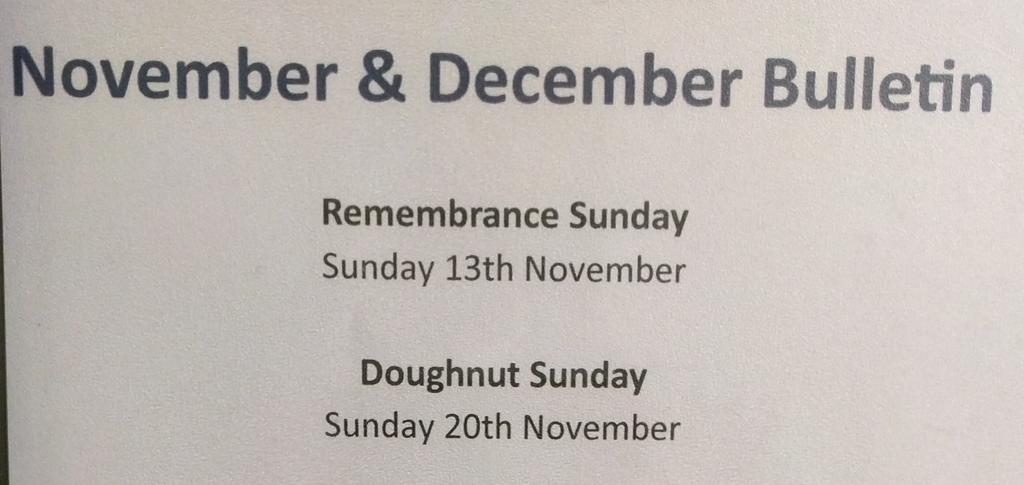 November & December Bulletin
Remembrance Sunday
Sunday 13th November
Doughnut Sunday
Sunday 20th November